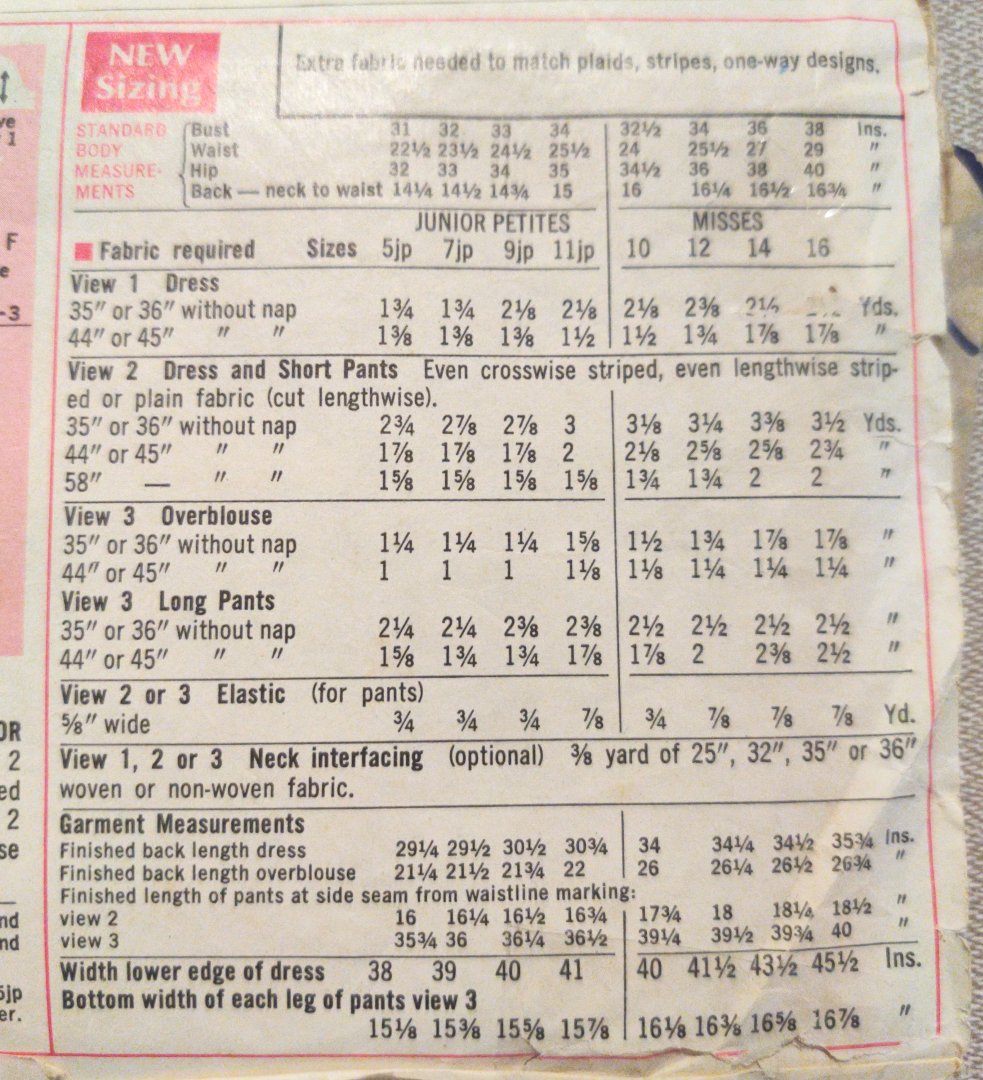 NEW
Sizing
Extra fabric needed to match plaids, stripes, one-way designs.
STANDARD BODY MEASURE-MENTS
Bust 31 32 33 34 32½ 34 36 38 Ins.
Waist 22½ 23½ 24½ 25½ 24 25½ 27 29 "
Hip 32 33 34 35 34½ 36 38 40 "
Back — neck to waist 14¼ 14½ 14¾ 15 16 16¼ 16½ 16¾ "
JUNIOR PETITES MISSES
Fabric required Sizes 5jp 7jp 9jp 11jp 10 12 14 16
View 1 Dress
35" or 36" without nap 1¾ 1¾ 2⅛ 2⅛ 2⅛ 2⅜ Yds.
44" or 45" " " 1⅜ 1⅜ 1⅜ 1½ 1½ 1¾ 1⅞ 1⅞ "
View 2 Dress and Short Pants Even crosswise striped, even lengthwise strip-
ed or plain fabric (cut lengthwise).
35" or 36" without nap 2¾ 2⅞ 2⅞ 3 3⅛ 3¼ 3⅜ 3½ Yds.
44" or 45" " " 1⅞ 1⅞ 1⅞ 2 2⅛ 2⅝ 2⅝ 2¾ "
58" — " " 1⅝ 1⅝ 1⅝ 1⅝ 1¾ 1¾ 2 2 "
View 3 Overblouse
35" or 36" without nap 1¼ 1¼ 1¼ 1⅝ 1½ 1¾ 1⅞ 1⅞ "
44" or 45" " " 1 1 1 1⅛ 1⅛ 1¼ 1¼ 1¼ "
View 3 Long Pants
35" or 36" without nap 2¼ 2¼ 2⅜ 2⅜ 2½ 2½ 2½ 2½ "
44" or 45" " " 1⅝ 1¾ 1¾ 1⅞ 1⅞ 2 2⅜ 2½ "
View 2 or 3 Elastic (for pants)
⅝" wide ¾ ¾ ¾ ⅞ ¾ ⅞ ⅞ ⅞ Yd.
View 1, 2 or 3 Neck interfacing (optional) ⅜ yard of 25", 32", 35" or 36"
woven or non-woven fabric.
Garment Measurements
Finished back length dress 29¼ 29½ 30½ 30¾ 34 34¼ 34½ 35¾ Ins.
Finished back length overblouse 21¼ 21½ 21¾ 22 26 26¼ 26½ 26¾ "
Finished length of pants at side seam from waistline marking:
view 2 16 16¼ 16½ 16¾ 17¾ 18 18¼ 18½ "
view 3 35¾ 36 36¼ 36½ 39¼ 39½ 39¾ 40 "
Width lower edge of dress 38 39 40 41 40 41½ 43½ 45½ Ins.
Bottom width of each leg of pants view 3
15⅛ 15⅜ 15⅝ 15⅞ 16⅛ 16⅜ 16⅝ 16⅞ "